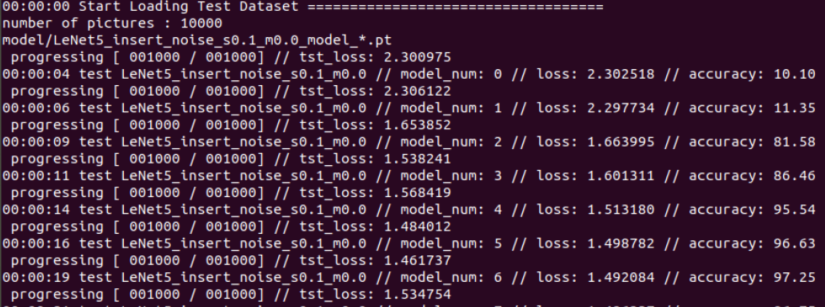 00:00:00 Start Loading Test Dataset ===================================
number of pictures : 10000
model/LeNet5_insert_noise_s0.1_m0.0_model_*.pt
progressing [ 001000 / 001000] // tst_loss: 2.300975
00:00:04 test LeNet5_insert_noise_s0.1_m0.0 // model_num: 0 // loss: 2.302518 // accuracy: 10.10
progressing [ 001000 / 001000] // tst_loss: 2.306122
00:00:06 test LeNet5_insert_noise_s0.1_m0.0 // model_num: 1 // loss: 2.297734 // accuracy: 11.35
progressing [ 001000 / 001000] // tst_loss: 1.653852
00:00:09 test LeNet5_insert_noise_s0.1_m0.0 // model_num: 2 // loss: 1.663995 // accuracy: 81.58
progressing [ 001000 / 001000] // tst_loss: 1.538241
00:00:11 test LeNet5_insert_noise_s0.1_m0.0 // model_num: 3 // loss: 1.601311 // accuracy: 86.46
progressing [ 001000 / 001000] // tst_loss: 1.568419
00:00:14 test LeNet5_insert_noise_s0.1_m0.0 // model_num: 4 // loss: 1.513180 // accuracy: 95.54
progressing [ 001000 / 001000] // tst_loss: 1.484012
00:00:16 test LeNet5_insert_noise_s0.1_m0.0 // model_num: 5 // loss: 1.498782 // accuracy: 96.63
progressing [ 001000 / 001000] // tst_loss: 1.461737
00:00:19 test LeNet5_insert_noise_s0.1_m0.0 // model_num: 6 // loss: 1.492084 // accuracy: 97.25
progressing [ 001000 / 001000] // tst_loss: 1.534754